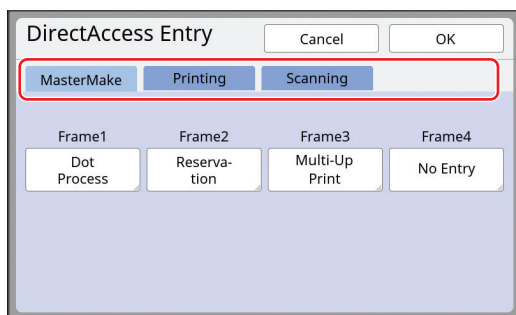 DirectAccess Entry
Cancel
OK
MasterMake
Printing
Scanning
Frame1
Frame2
Frame3
Frame4
Dot
Process
Reserva-
tion
Multi-Up
Print
No Entry